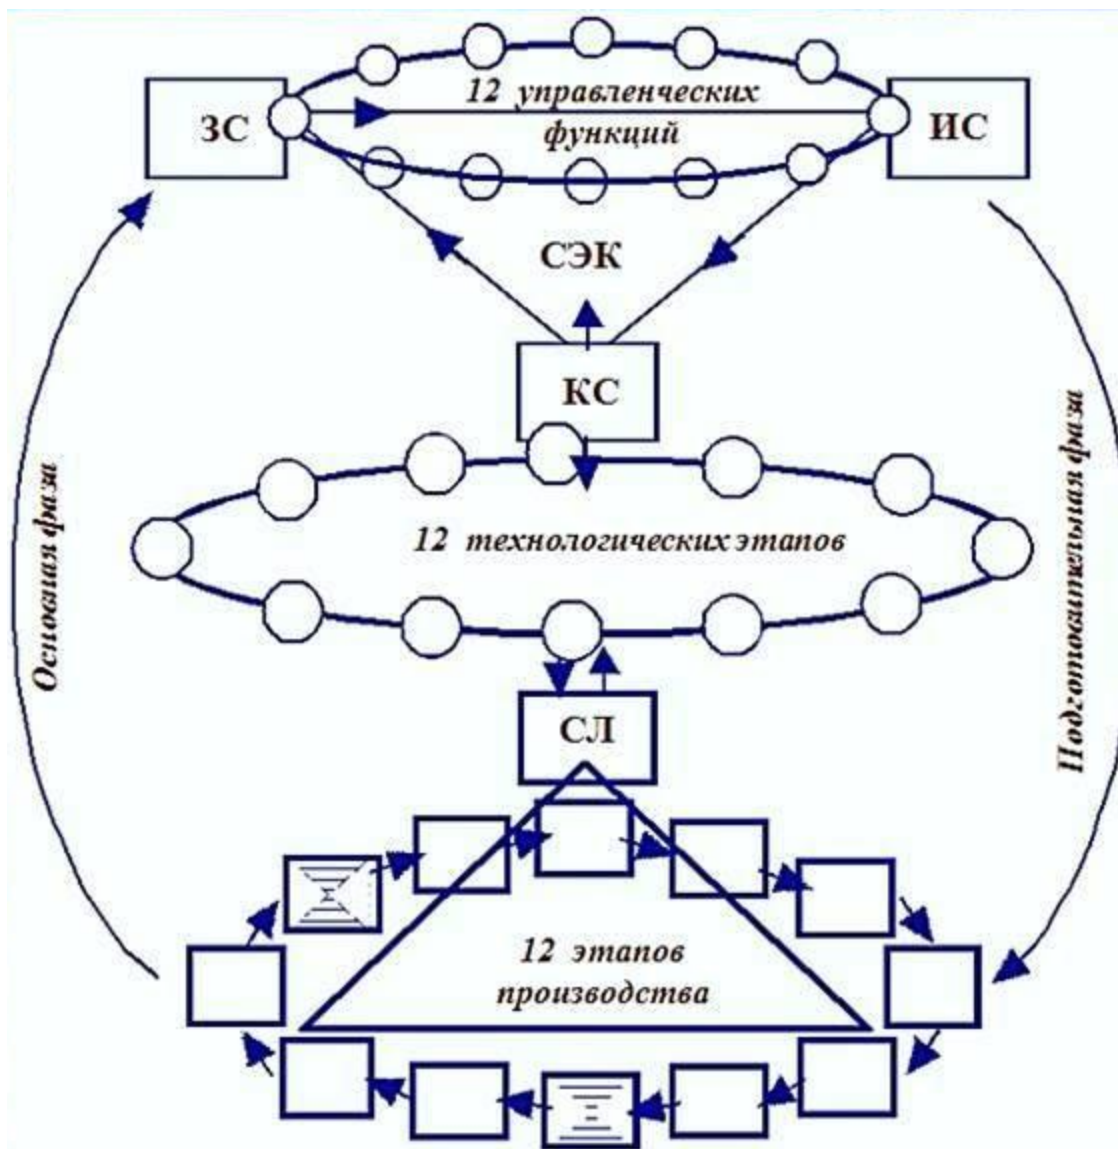 12 управленческих
функций
ЗС
ИС
СЭК
КС
12 технологических этапов
Основная фаза
Подготовительная фаза
СЛ
12 этапов
производства